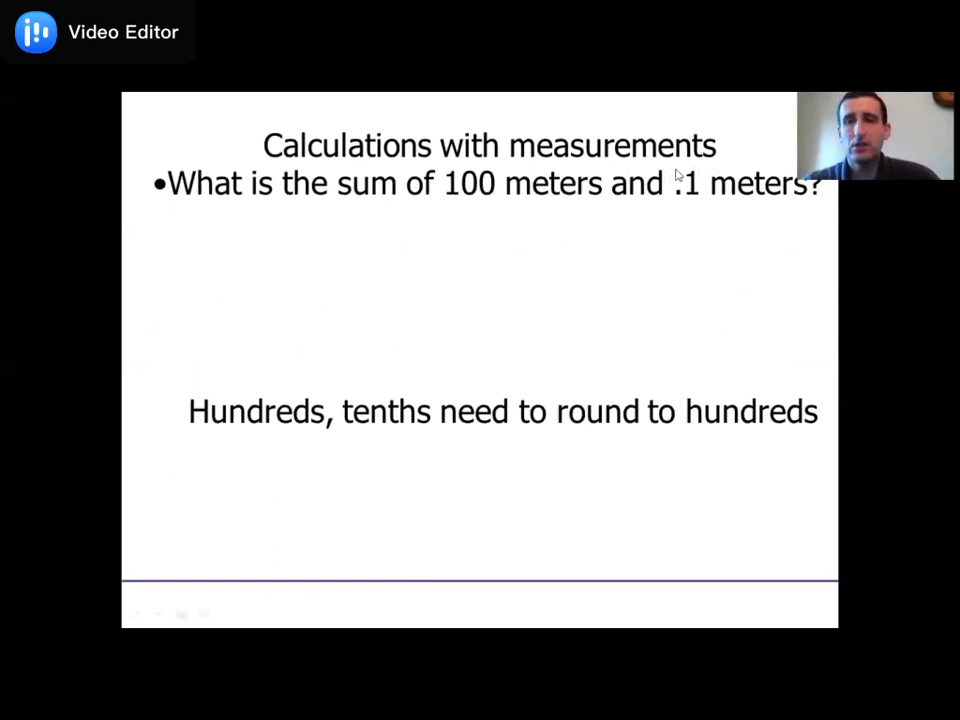 Video Editor
Calculations with measurements
•What is the sum of 100 meters and .1 meters?
Hundreds, tenths need to round to hundreds